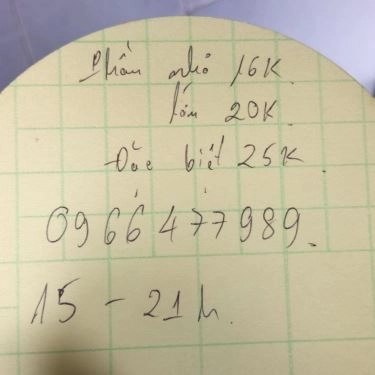 Phần nhỏ 16K
lớn 20K
Đặc biệt 25K
0966477989.
15 - 21h.